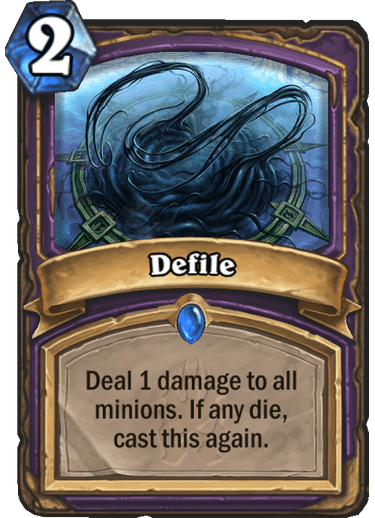 2
Defile
Deal 1 damage to all
minions. If any die,
cast this again.